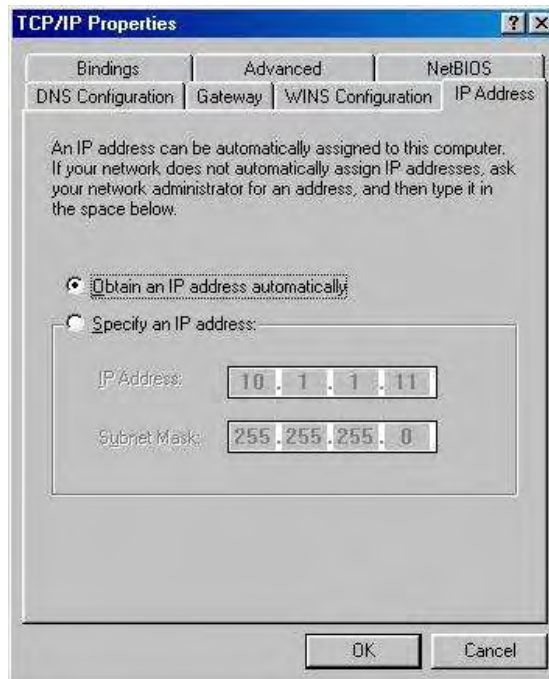 TCP/IP Properties
Bindings
Advanced
NetBIOS
DNS Configuration
Gateway
WINS Configuration
IP Address
An IP address can be automatically assigned to this computer.
If your network does not automatically assign IP addresses, ask
your network administrator for an address, and then type it in
the space below.
Obtain an IP address automatically
Specify an IP address:
IP Address: 10 . 1 . 1 . 11
Subnet Mask: 255 . 255 . 255 . 0
OK
Cancel